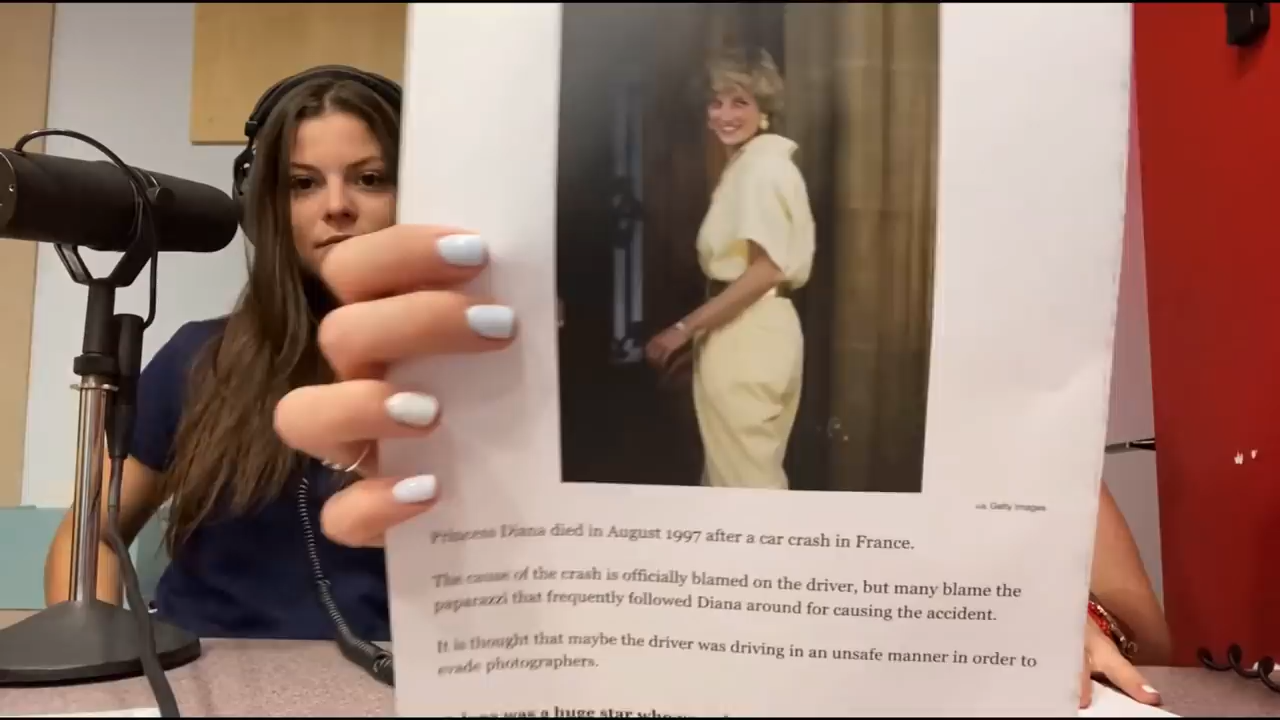 via Getty Images
Princess Diana died in August 1997 after a car crash in France.
The cause of the crash is officially blamed on the driver, but many blame the
paparazzi that frequently followed Diana around for causing the accident.
It is thought that maybe the driver was driving in an unsafe manner in order to
evade photographers.
was a huge star who